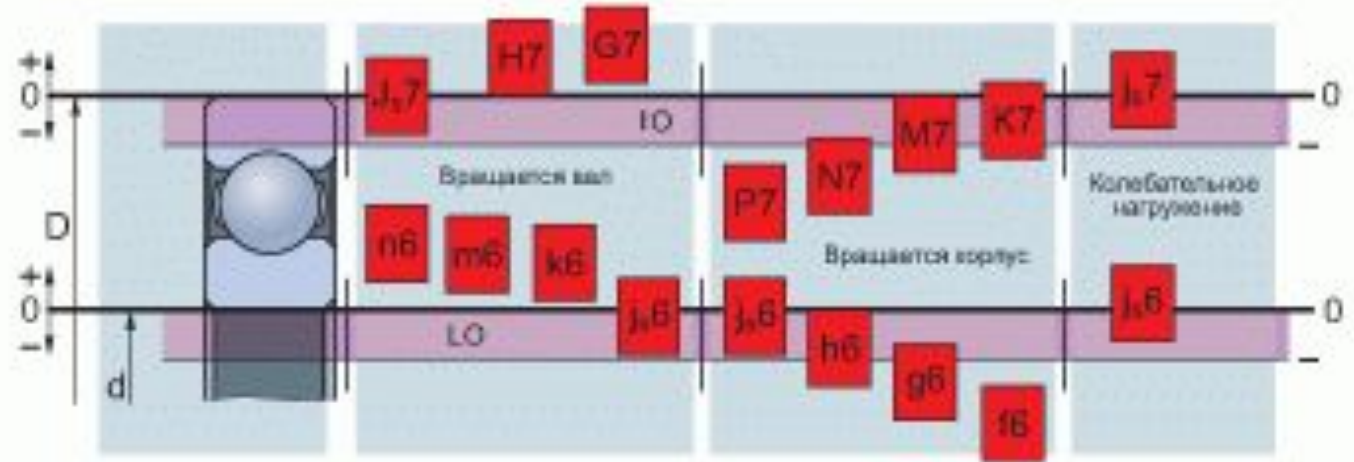 +
0
−
D
+
0
−
d
Js7
H7
G7
lO
Вращается вал
n6
m6
k6
js6
LO
P7
N7
M7
K7
Вращается корпус
js6
h6
g6
f6
js7
Колебательное
нагружение
js6
0
−
0
−